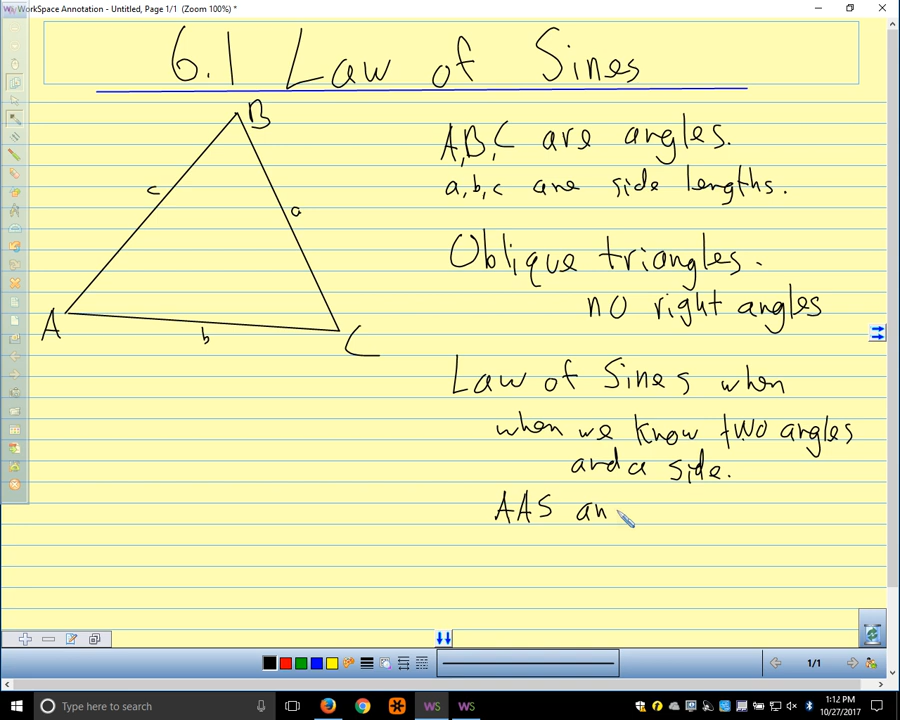 WorkSpace Annotation - Untitled, Page 1/1 (Zoom 100%) *
6.1 Law of Sines
B
c
a
A
b
C
A,B,C are angles.
a,b,c are side lengths.
Oblique triangles.
no right angles
Law of Sines when
when we know two angles
and a side.
AAS an
1/1
Type here to search
WS
WS
1:12 PM
10/27/2017